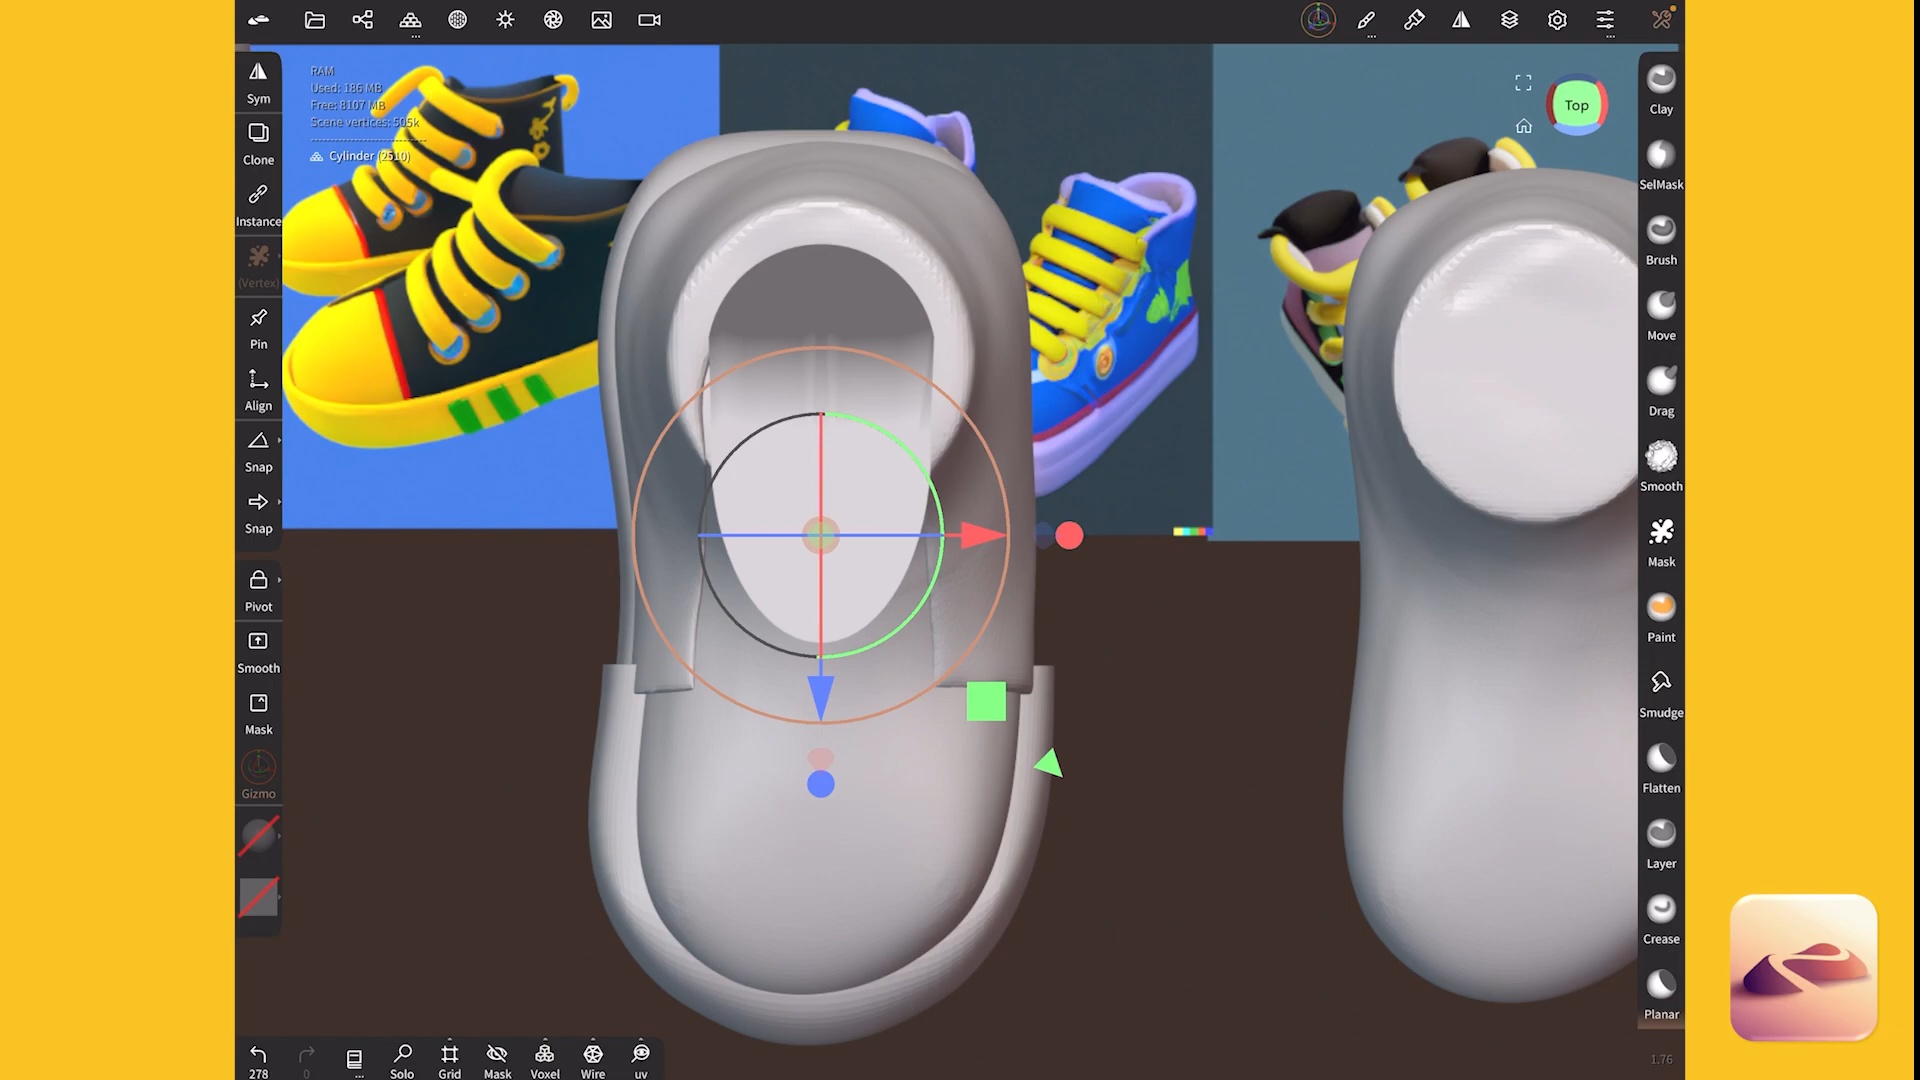 RAM
Used: 186 MB
Free: 8107 MB
Scene vertices: 505k
Cylinder (2510)
Sym
Clone
Instance
(Vertex)
Pin
Align
Snap
Snap
Pivot
Smooth
Mask
Gizmo
Top
Clay
SelMask
Brush
Move
Drag
Smooth
Mask
Paint
Smudge
Flatten
Layer
Crease
Planar
278
0
Solo
Grid
Mask
Voxel
Wire
uv
1.76